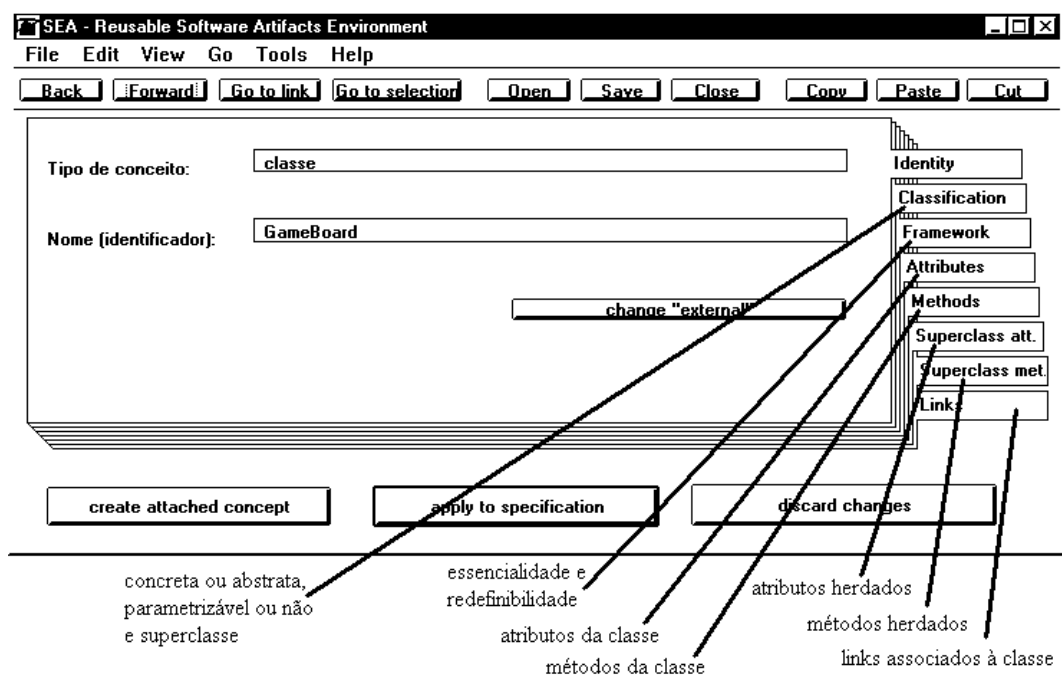 SEA - Reusable Software Artifacts Environment
File Edit View Go Tools Help
Back Forward Go to link Go to selection Open Save Close Copy Paste Cut
Tipo de conceito:
classe
Nome (identificador):
GameBoard
change "external"
Identity
Classification
Framework
Attributes
Methods
Superclass att.
Superclass met.
Links
create attached concept
apply to specification
discard changes
concreta ou abstrata,
parametrizável ou não
e superclasse
essencialidade e
redefinibilidade
atributos da classe
métodos da classe
atributos herdados
métodos herdados
links associados à classe